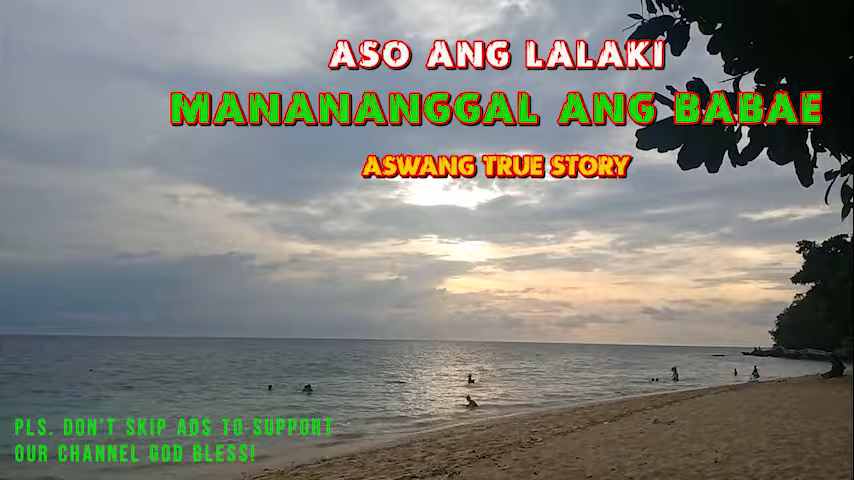 ASO ANG LALAKI
MANANANGGAL ANG BABAE
ASWANG TRUE STORY
PLS. DON'T SKIP ADS TO SUPPORT
OUR CHANNEL GOD BLESS!